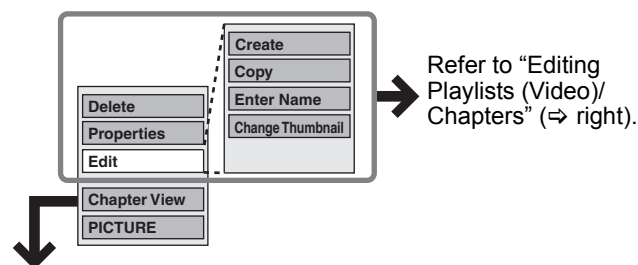 Create
Copy
Enter Name
Change Thumbnail
Delete
Properties
Edit
Chapter View
PICTURE
Refer to “Editing
Playlists (Video)/
Chapters” (⇨ right).